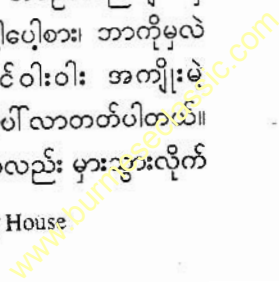 ါပေါ့စား၊ ဘာကိုမှလဲ
င်ဝါးဝါး အကျိုးမဲ့
ပေါ် လာတတ်ပါတယ်။
လည်း မှားသွားလိုက်
House
www.burmeseclassic.com